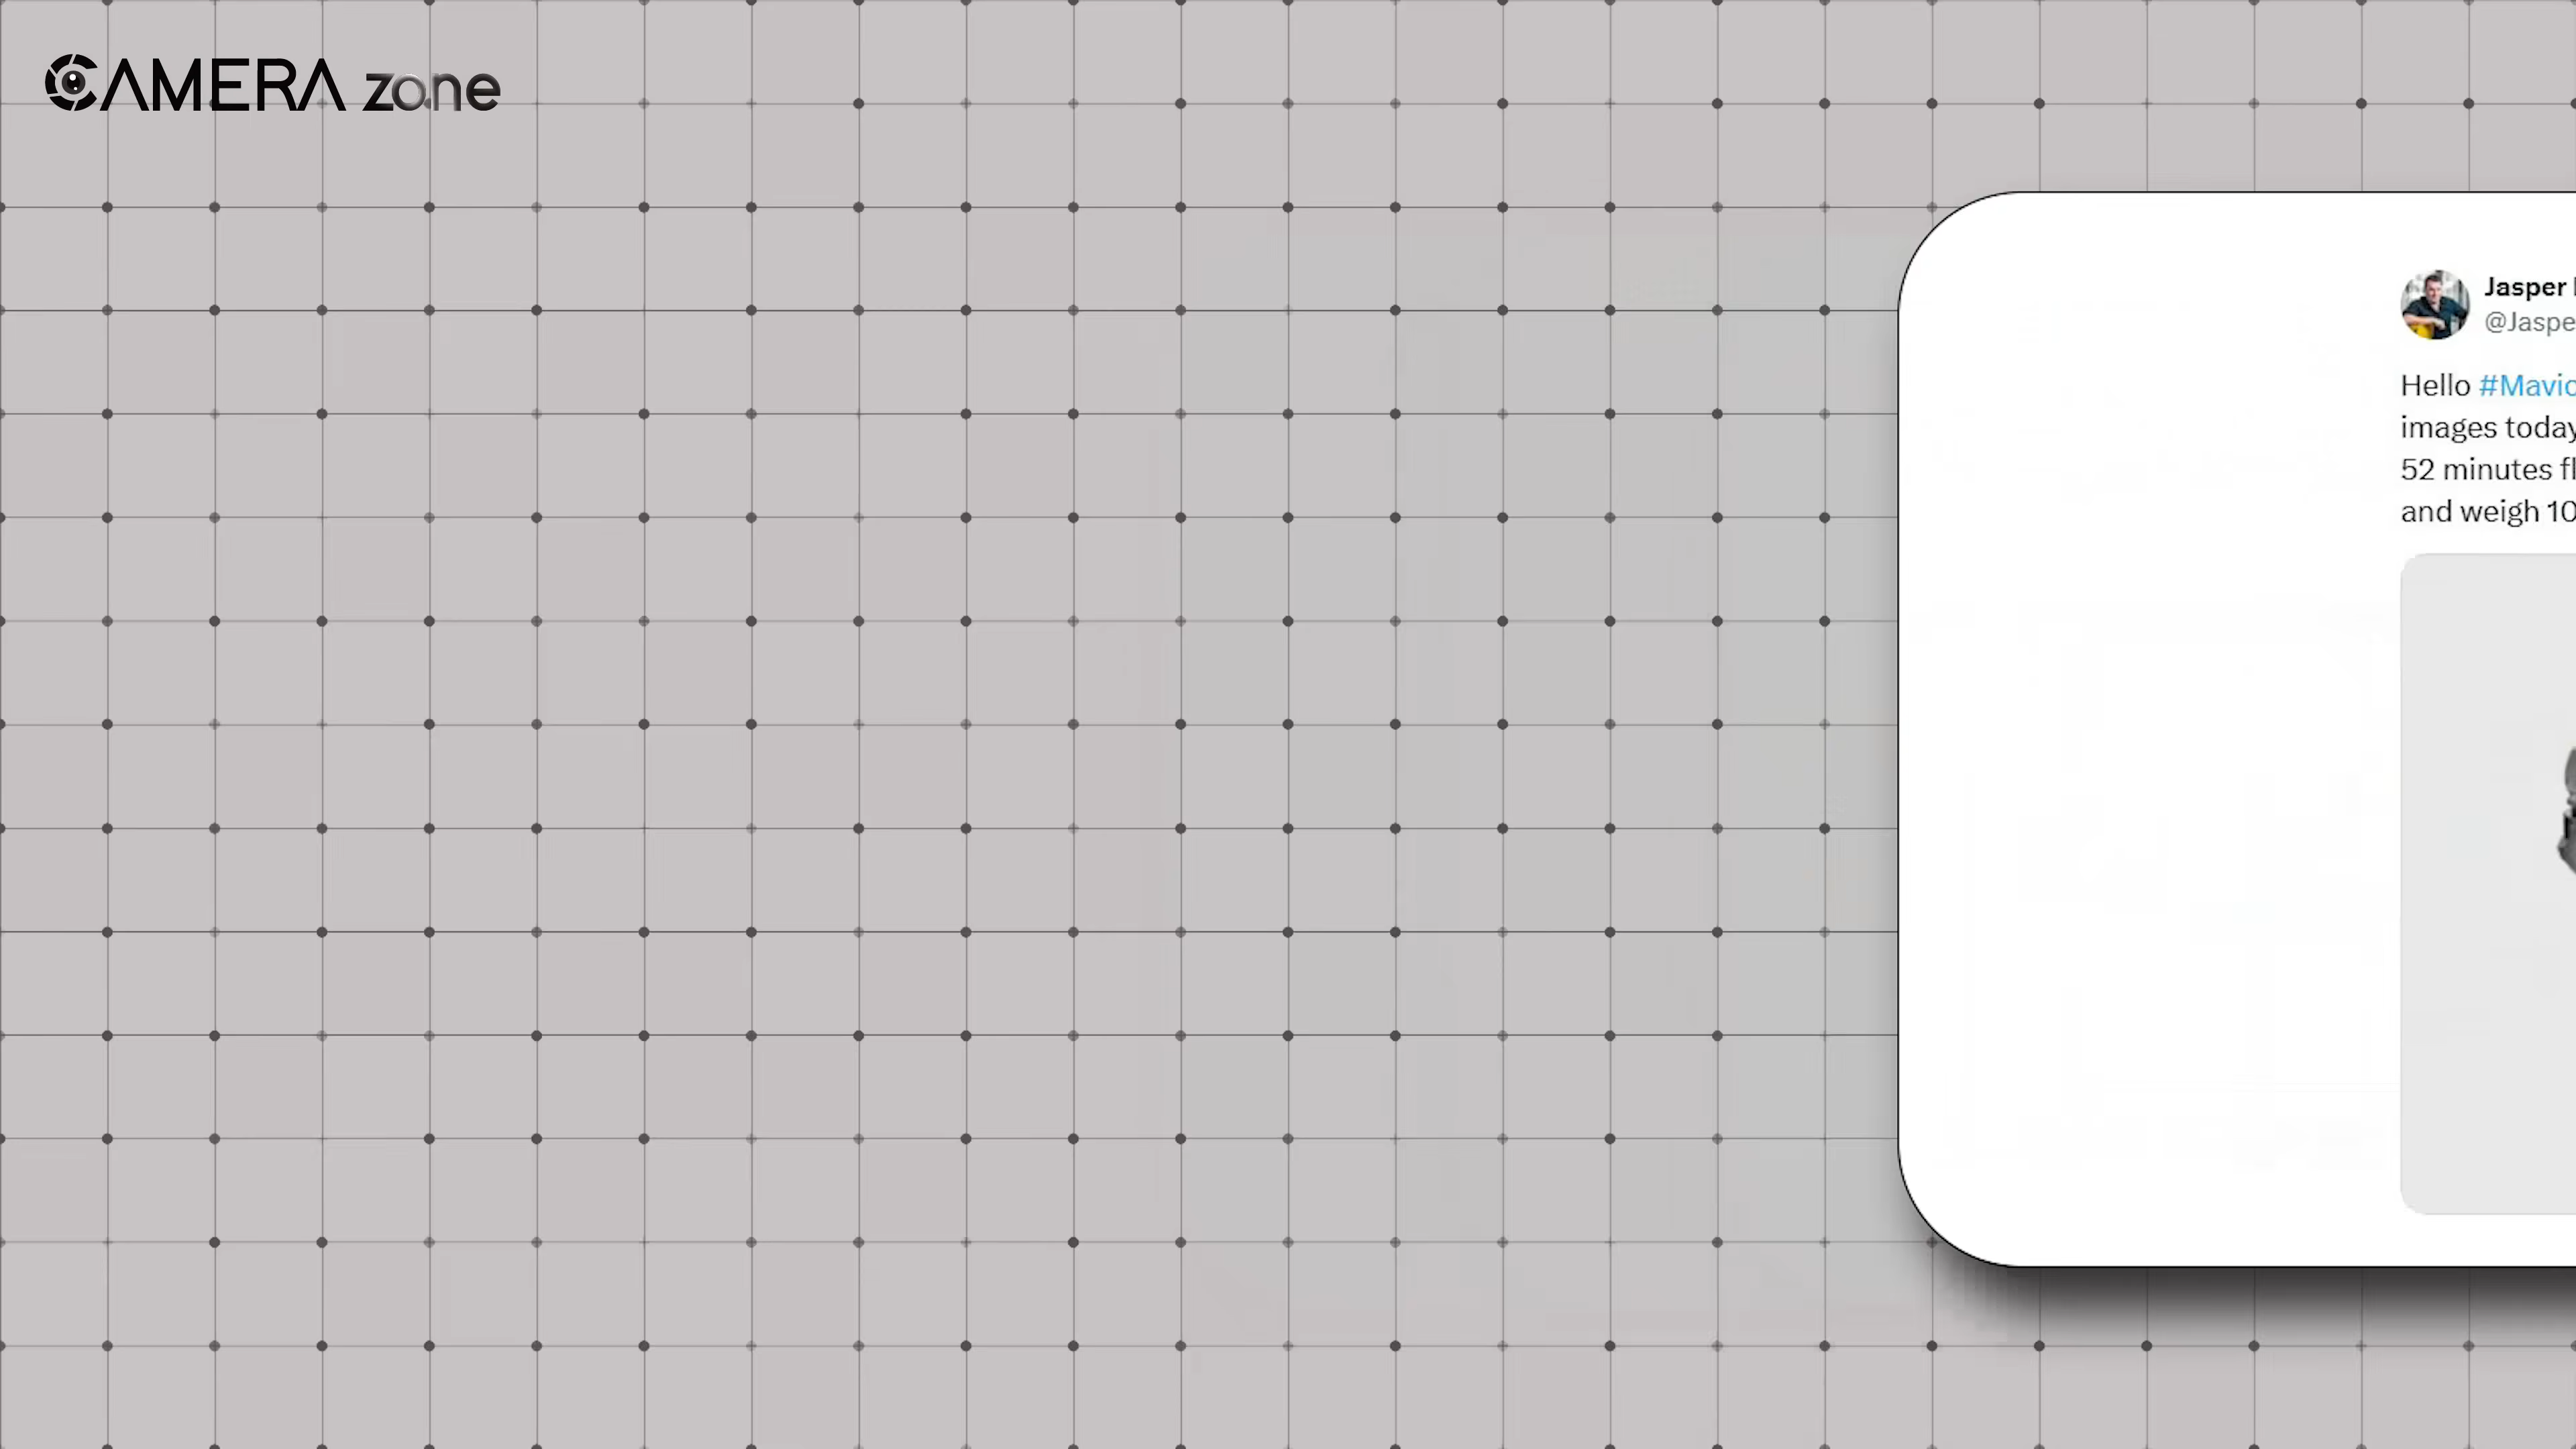 CAMERA zone
Jasper
@Jaspe
Hello #Mavic
images today
52 minutes fl
and weigh 10